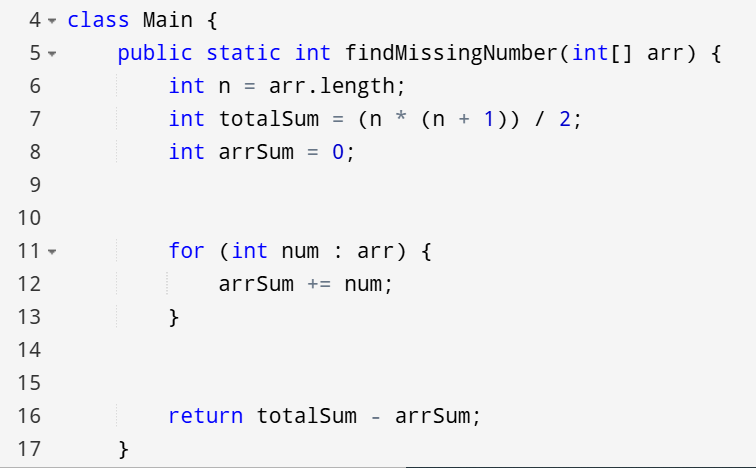 4 class Main {
5 public static int findMissingNumber(int[] arr) {
6 int n = arr.length;
7 int totalSum = (n * (n + 1)) / 2;
8 int arrSum = 0;
9
10
11 for (int num : arr) {
12 arrSum += num;
13 }
14
15
16 return totalSum - arrSum;
17 }